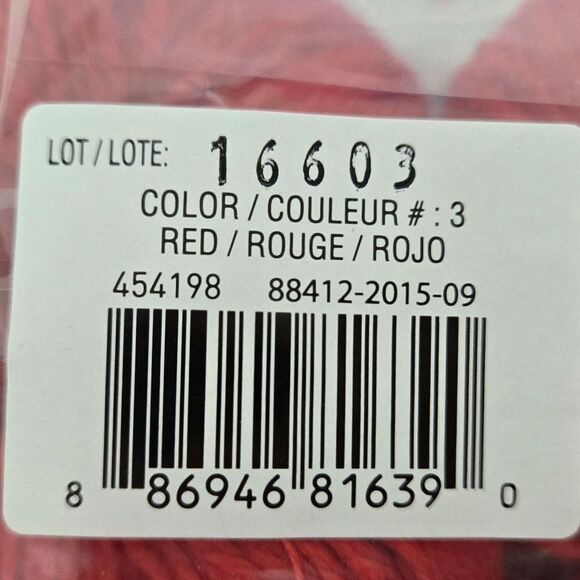 LOT / LOTE: 16603
COLOR / COULEUR # : 3
RED / ROUGE / ROJO
454198 88412-2015-09
8 86946 81639 0